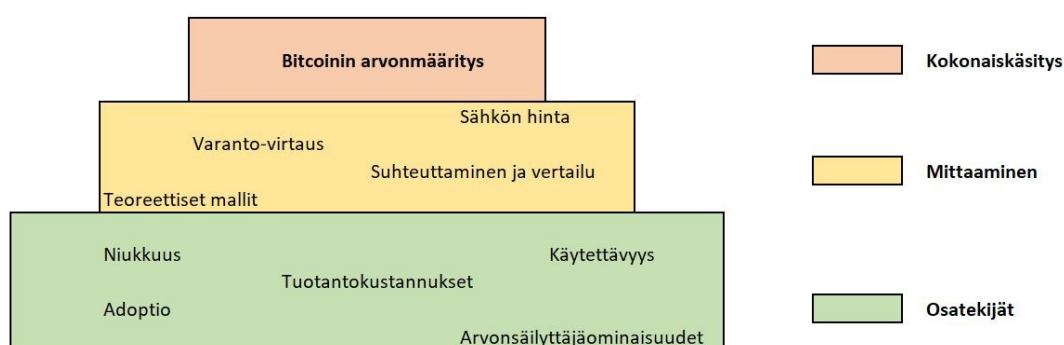 Bitcoinin arvonmääritys
Kokonaiskäsitys
Sähkön hinta
Varanto-virtaus
Suhteuttaminen ja vertailu
Mittaaminen
Teoreettiset mallit
Niukkuus
Käytettävyys
Tuotantokustannukset
Adoptio
Osatekijät
Arvonsäilyttäjäominaisuudet